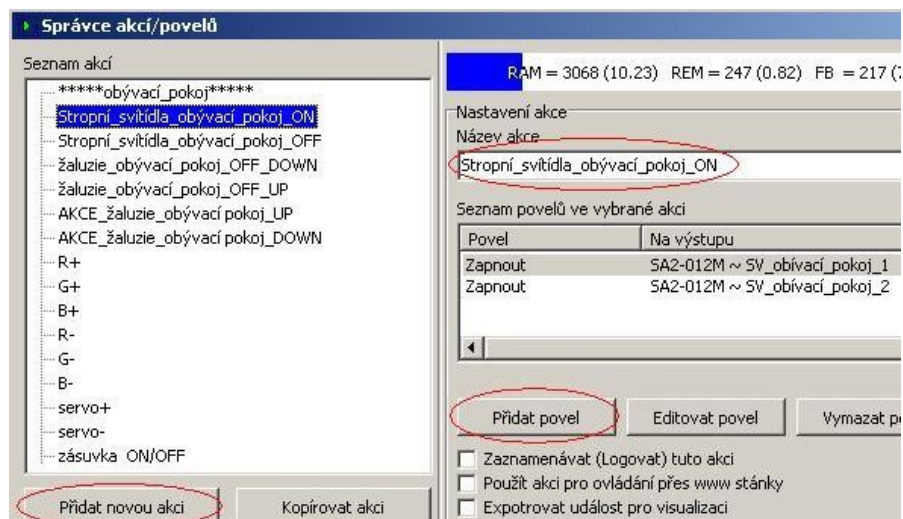 Správce akcí/povelů
Seznam akcí
*****obývací_pokoj*****
Stropní_svítídla_obývací_pokoj_ON
Stropní_svítídla_obývací_pokoj_OFF
žaluzie_obývací_pokoj_OFF_DOWN
žaluzie_obývací_pokoj_OFF_UP
AKCE_žaluzie_obývací pokoj_UP
AKCE_žaluzie_obývací pokoj_DOWN
R+
G+
B+
R-
G-
B-
servo+
servo-
zásuvka ON/OFF
Přidat novou akci
Kopírovat akci
RAM = 3068 (10.23) REM = 247 (0.82) FB = 217 (
Nastavení akce
Název akce
Stropní_svítídla_obývací_pokoj_ON
Seznam povelů ve vybrané akci
Povel Na výstupu
Zapnout SA2-012M ~ SV_obívací_pokoj_1
Zapnout SA2-012M ~ SV_obívací_pokoj_2
Přidat povel
Editovat povel
Vymazat p
Zaznamenávat (Logovat) tuto akci
Použít akci pro ovládání přes www stánky
Expotrovat událost pro visualizaci